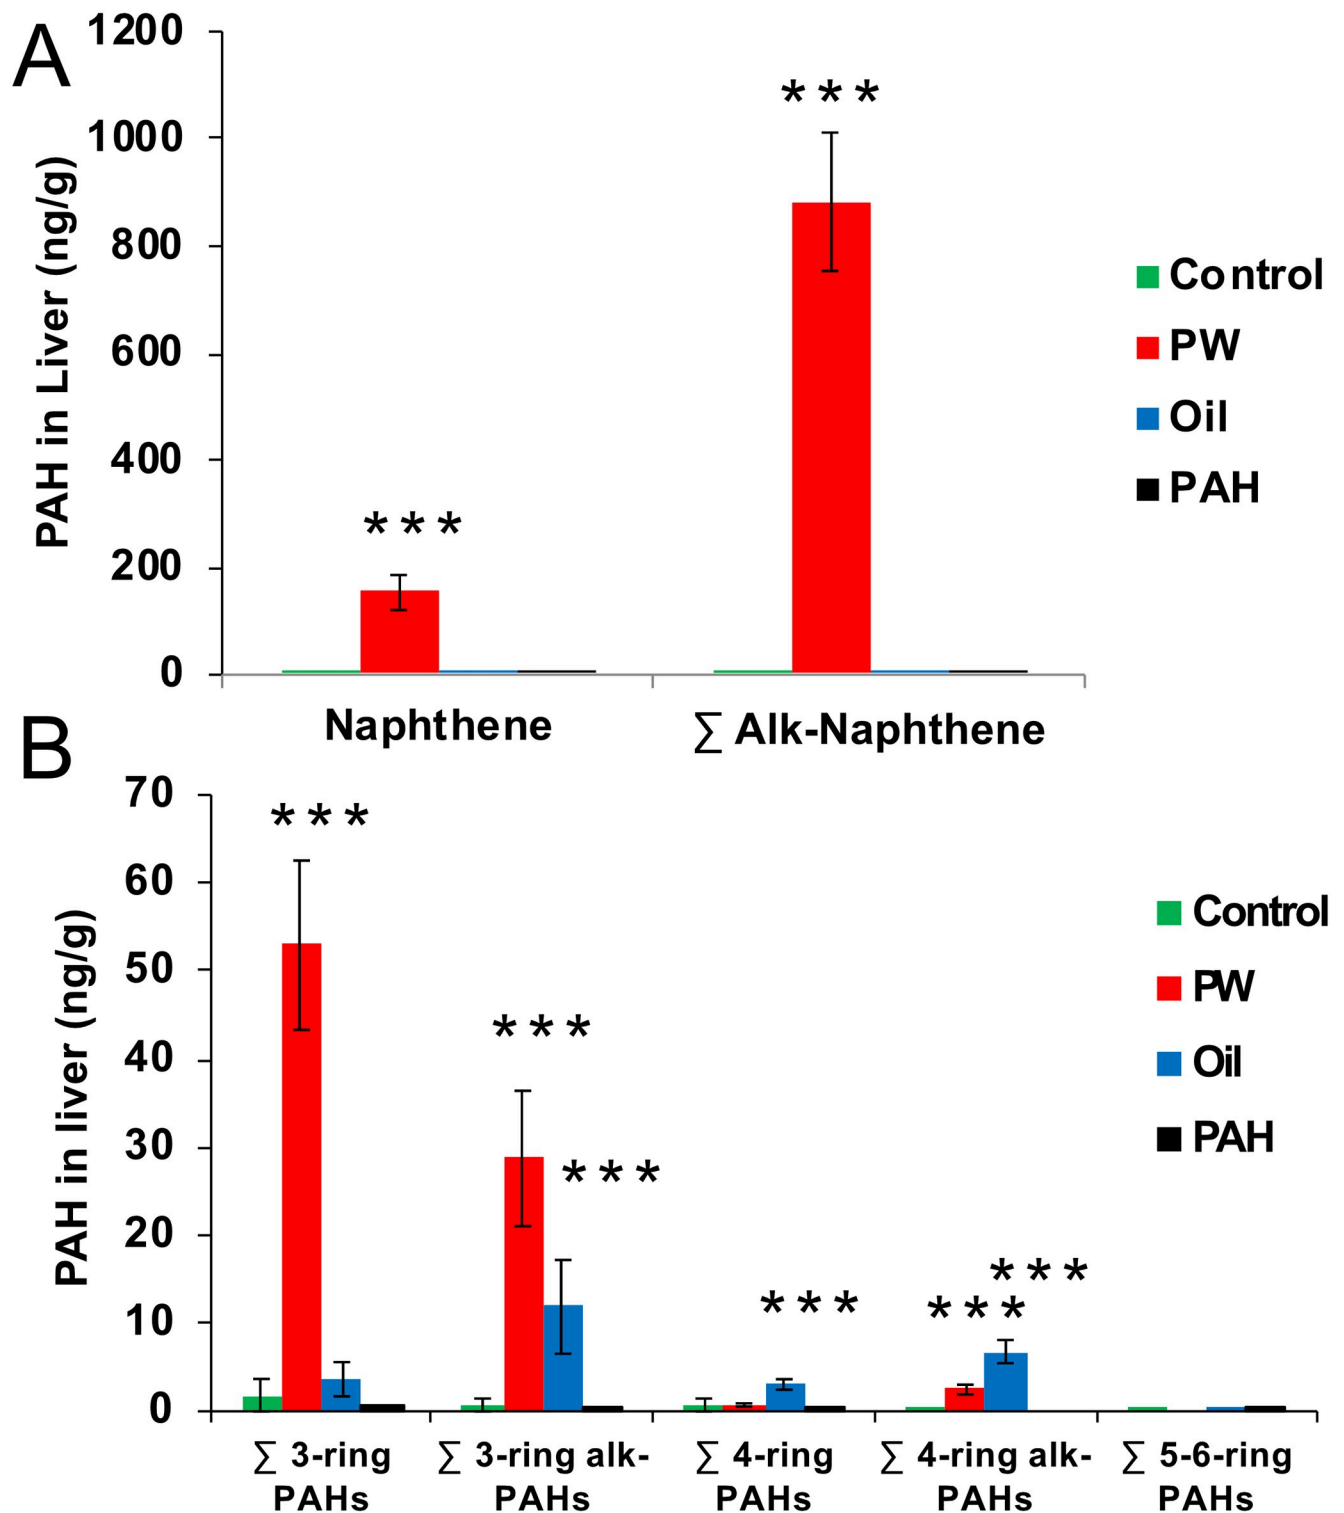 A
PAH in Liver (ng/g)
1200
1000
800
600
400
200
0
***
***
Naphthene
∑ Alk-Naphthene
Control
PW
Oil
PAH
B
PAH in liver (ng/g)
70
60
50
40
30
20
10
0
***
***
***
***
***
***
∑ 3-ring
PAHs
∑ 3-ring alk-
PAHs
∑ 4-ring
PAHs
∑ 4-ring alk-
PAHs
∑ 5-6-ring
PAHs
Control
PW
Oil
PAH